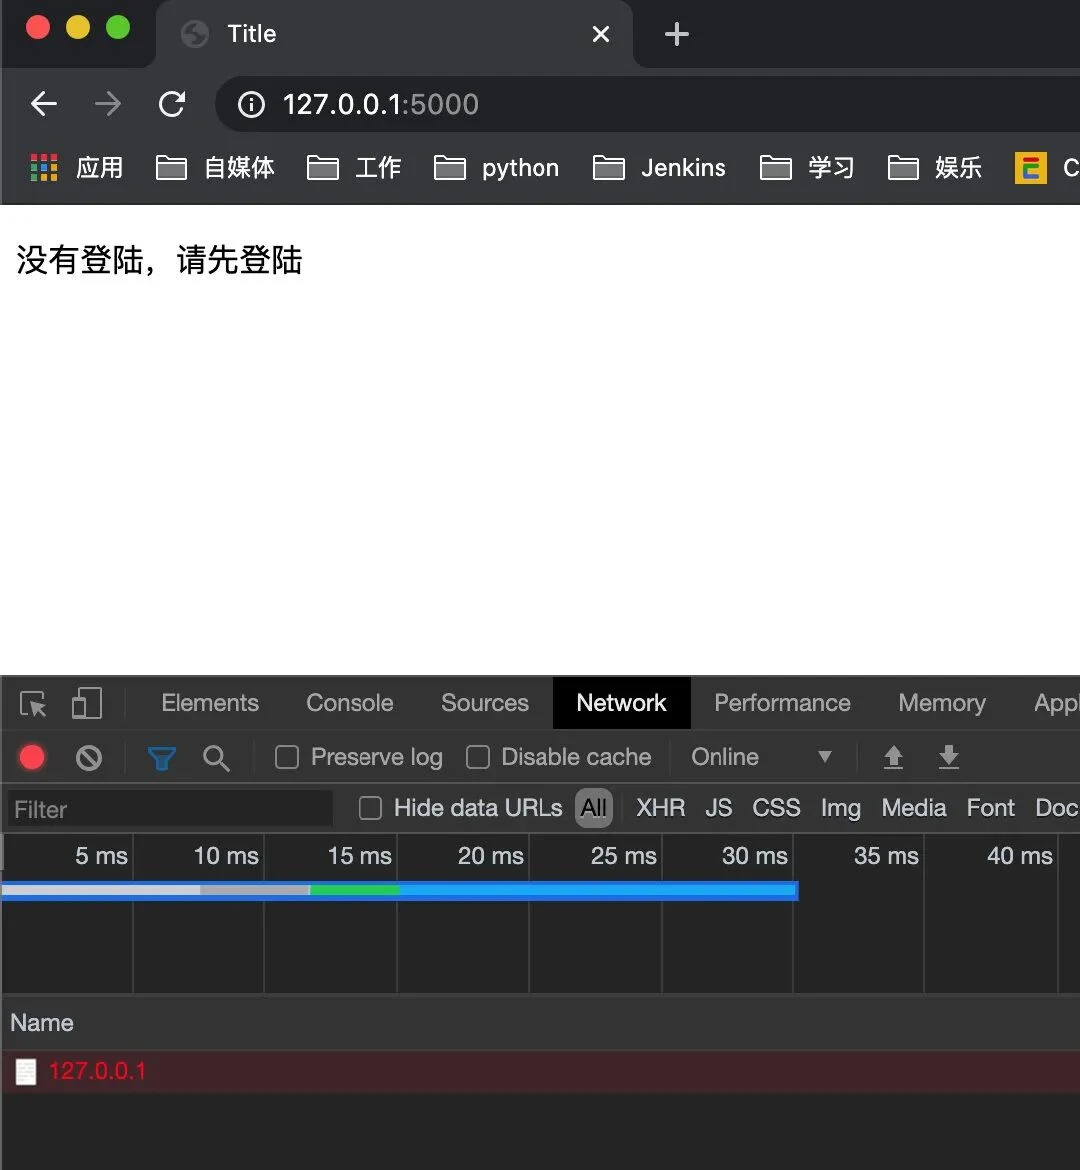 Title
127.0.0.1:5000
应用 自媒体 工作 python Jenkins 学习 娱乐 C
没有登陆，请先登陆
Elements Console Sources Network Performance Memory Appl
Preserve log Disable cache Online
Filter Hide data URLs All XHR JS CSS Img Media Font Doc
5 ms 10 ms 15 ms 20 ms 25 ms 30 ms 35 ms 40 ms
Name
127.0.0.1